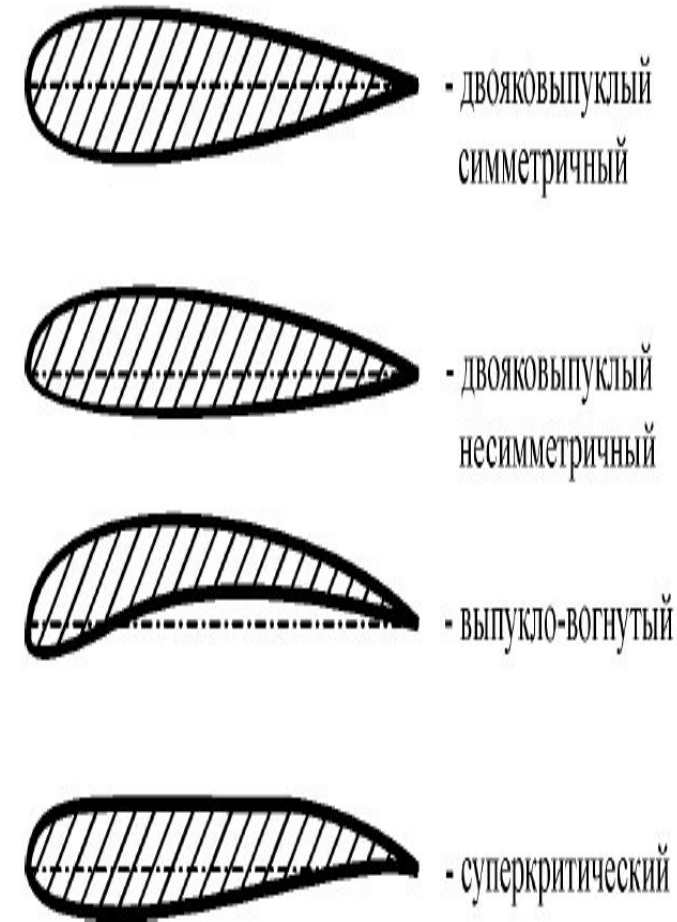 - двояковыпуклый
симметричный
- двояковыпуклый
несимметричный
- выпукло-вогнутый
- суперкритический